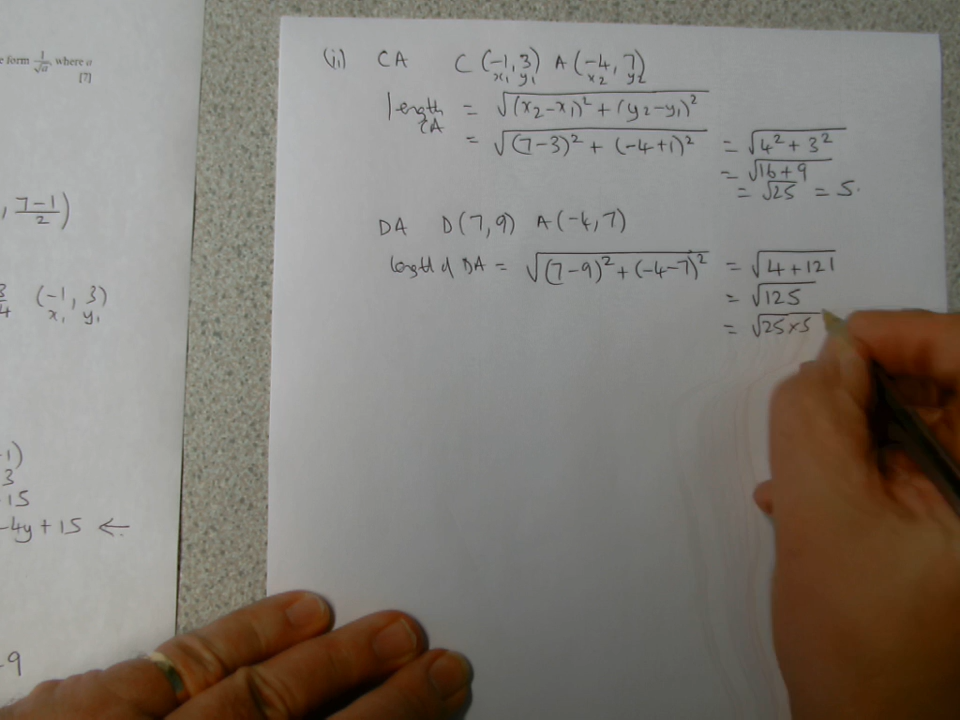 e form 1/√a, where a
[7]
, 7-1/2)
3/4 (-1, 3)
x₁ y₁
-1)
3
-15
-4y + 15 ←
-9
(ii) CA C(-1, 3) A(-4, 7)
x₁ y₁ x₂ y₂
length CA = √(x₂-x₁)² + (y₂-y₁)²
= √(7-3)² + (-4+1)² = √4² + 3²
= √16+9
= √25 = 5.
DA D(7, 9) A(-4, 7)
length of DA = √(7-9)² + (-4-7)² = √4 + 121
= √125
= √25×5